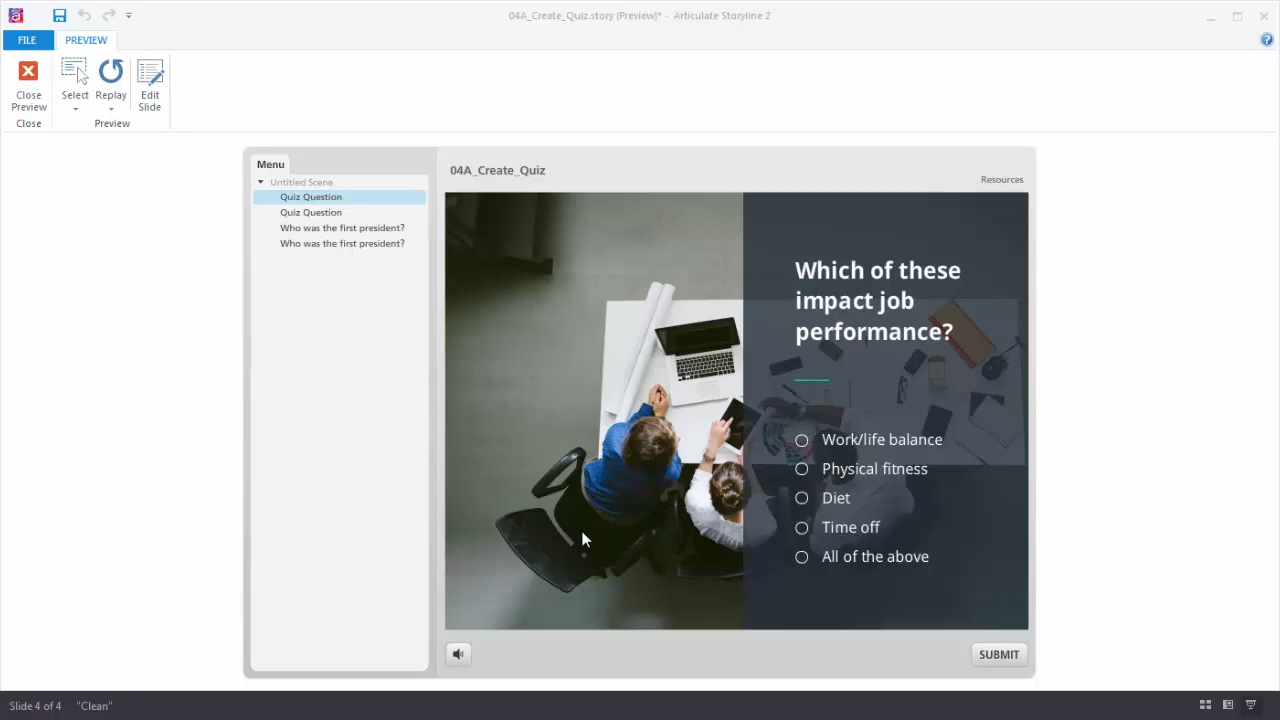 04A_Create_Quiz.story (Preview)* - Articulate Storyline 2
FILE
PREVIEW
Close Preview
Select
Replay
Edit Slide
Close
Preview
Menu
Untitled Scene
Quiz Question
Quiz Question
Who was the first president?
Who was the first president?
04A_Create_Quiz
Resources
Which of these
impact job
performance?
Work/life balance
Physical fitness
Diet
Time off
All of the above
SUBMIT
Slide 4 of 4
"Clean"